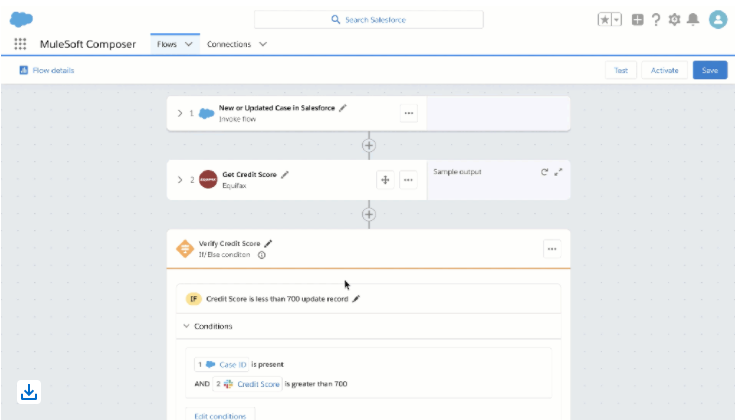 Search Salesforce
MuleSoft Composer
Flows
Connections
Flow details
Test
Activate
Save
1
New or Updated Case in Salesforce
Invoke flow
2
Get Credit Score
Equifax
Sample output
Verify Credit Score
If/ Else conditon
IF Credit Score is less than 700 update record
Conditions
1 Case ID is present
AND 2 Credit Score is greater than 700
Edit conditions